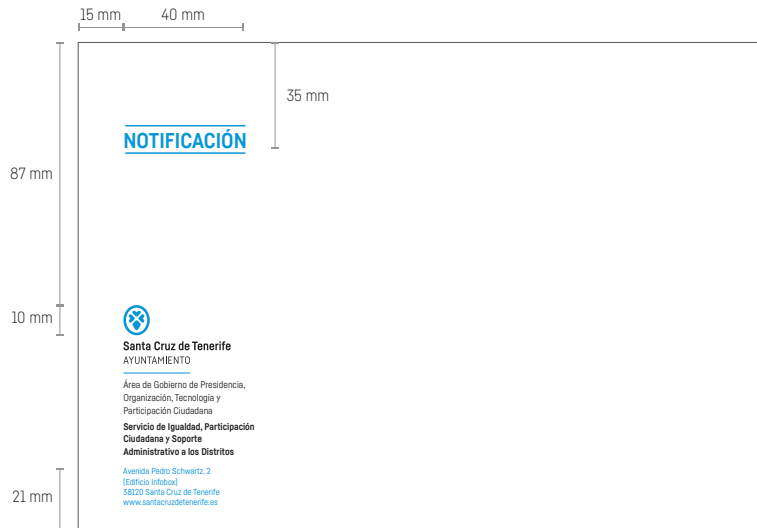 15 mm
40 mm
35 mm
NOTIFICACIÓN
87 mm
10 mm
Santa Cruz de Tenerife
AYUNTAMIENTO
Área de Gobierno de Presidencia,
Organización, Tecnología y
Participación Ciudadana
Servicio de Igualdad, Participación
Ciudadana y Soporte
Administrativo a los Distritos
Avenida Pedro Schwartz, 2
(Edificio Infobox)
38120 Santa Cruz de Tenerife
www.santacruzdetenerife.es
21 mm